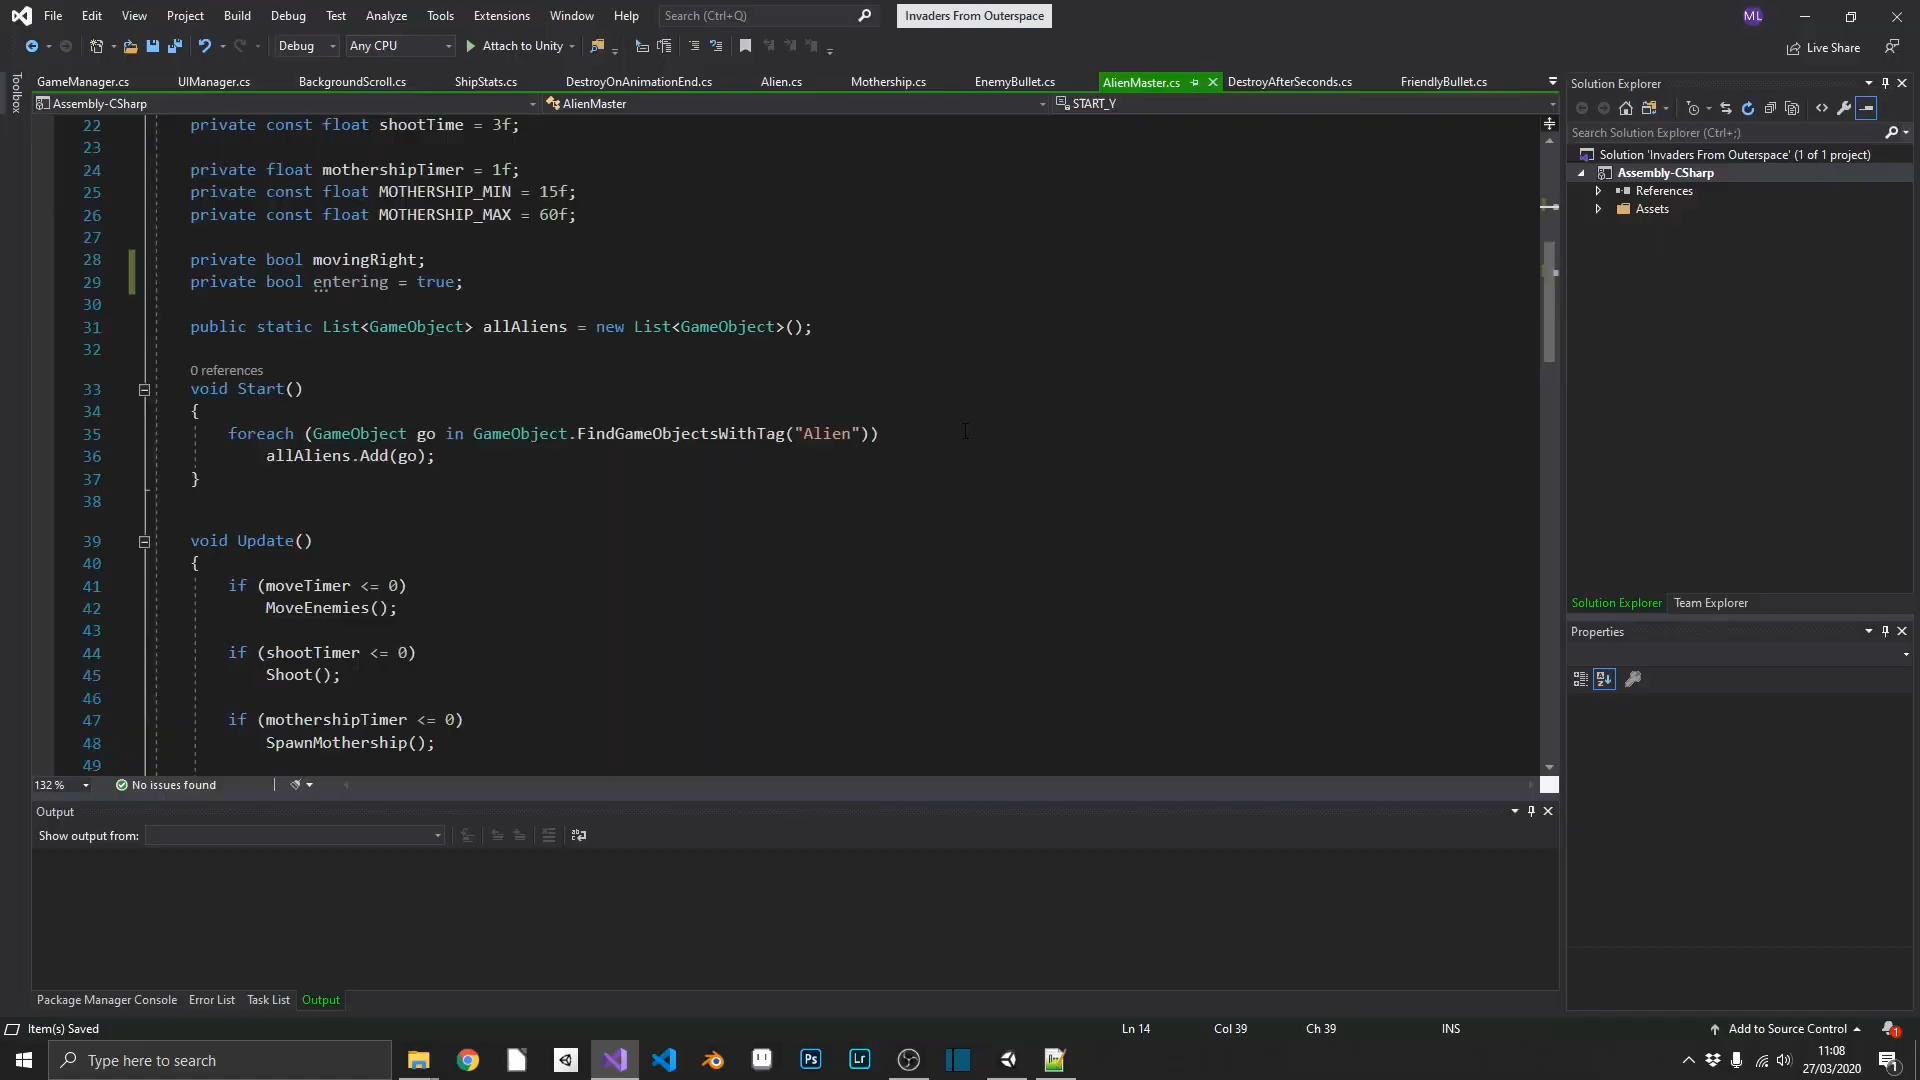 File Edit View Project Build Debug Test Analyze Tools Extensions Window Help Search (Ctrl+Q) Invaders From Outerspace ML
Debug Any CPU Attach to Unity Live Share
GameManager.cs UIManager.cs BackgroundScroll.cs ShipStats.cs DestroyOnAnimationEnd.cs Alien.cs Mothership.cs EnemyBullet.cs AlienMaster.cs DestroyAfterSeconds.cs FriendlyBullet.cs
Toolbox
Assembly-CSharp AlienMaster START_Y
22 private const float shootTime = 3f;
23
24 private float mothershipTimer = 1f;
25 private const float MOTHERSHIP_MIN = 15f;
26 private const float MOTHERSHIP_MAX = 60f;
27
28 private bool movingRight;
29 private bool entering = true;
30
31 public static List<GameObject> allAliens = new List<GameObject>();
32
0 references
33 void Start()
34 {
35 foreach (GameObject go in GameObject.FindGameObjectsWithTag("Alien"))
36 allAliens.Add(go);
37 }
38
39 void Update()
40 {
41 if (moveTimer <= 0)
42 MoveEnemies();
43
44 if (shootTimer <= 0)
45 Shoot();
46
47 if (mothershipTimer <= 0)
48 SpawnMothership();
49
132 % No issues found
Output
Show output from:
Package Manager Console Error List Task List Output
Solution Explorer
Search Solution Explorer (Ctrl+;)
Solution 'Invaders From Outerspace' (1 of 1 project)
Assembly-CSharp
References
Assets
Solution Explorer Team Explorer
Properties
Item(s) Saved Ln 14 Col 39 Ch 39 INS Add to Source Control 1
Type here to search Ps Lr 11:08
27/03/2020 1